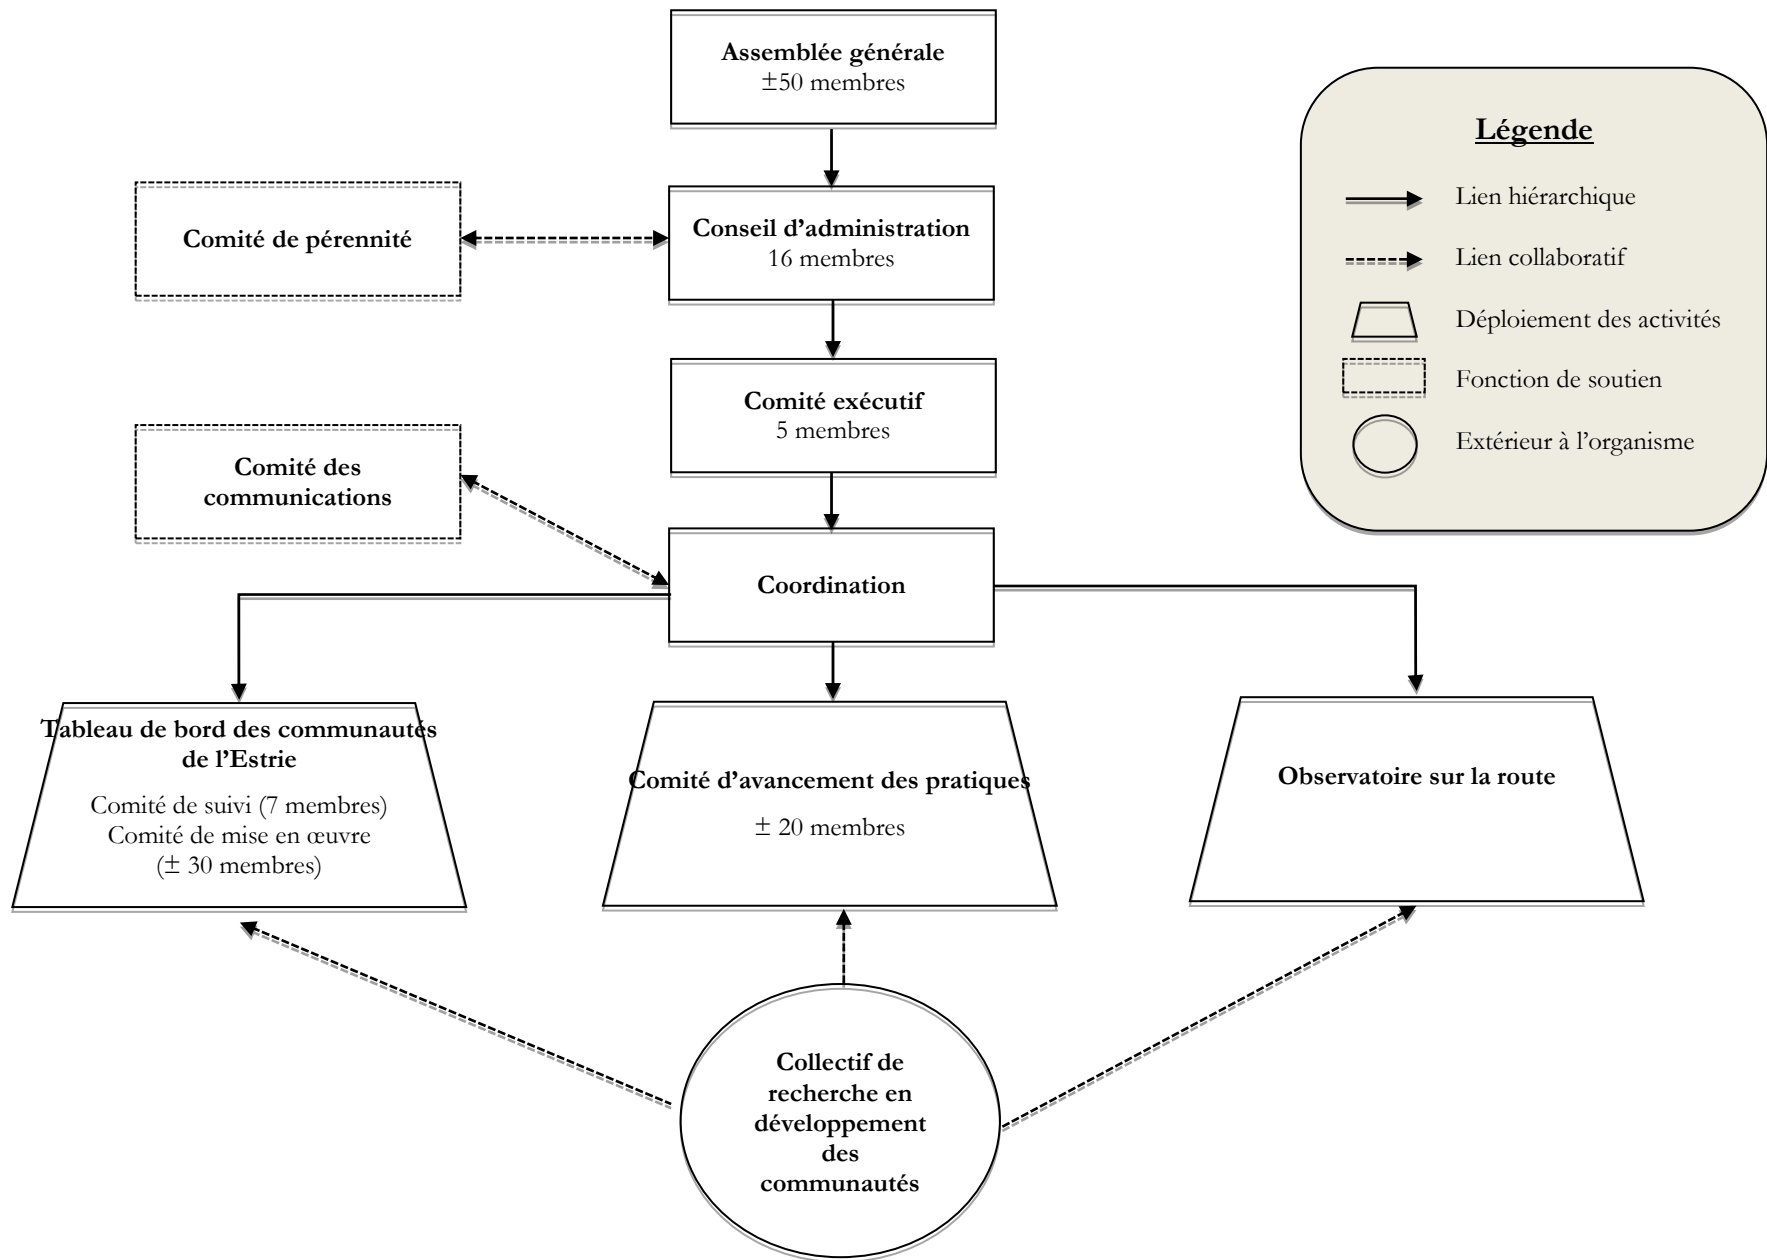 Assemblée générale
±50 membres
Légende
Lien hiérarchique
Lien collaboratif
Déploiement des activités
Fonction de soutien
Extérieur à l’organisme
Comité de pérennité
Conseil d’administration
16 membres
Comité exécutif
5 membres
Comité des
communications
Coordination
Tableau de bord des communautés
de l’Estrie
Comité de suivi (7 membres)
Comité de mise en œuvre
(± 30 membres)
Comité d’avancement des pratiques
± 20 membres
Observatoire sur la route
Collectif de
recherche en
développement
des
communautés